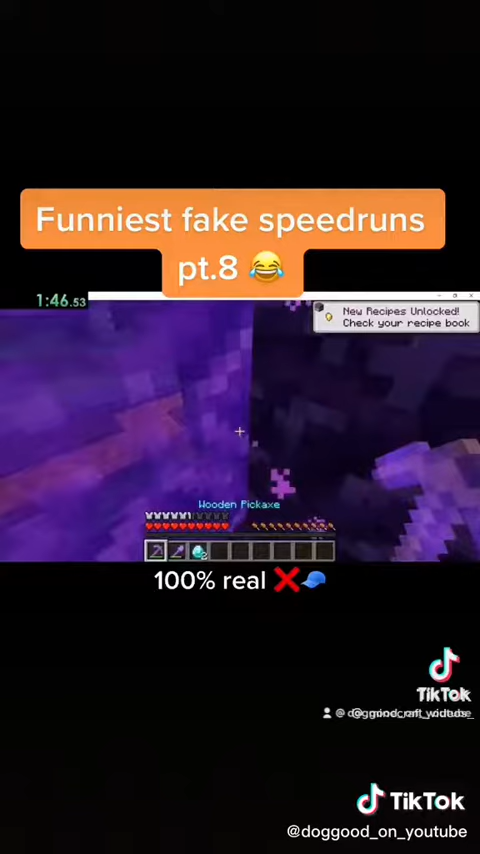 Funniest fake speedruns
pt.8 😂
1:46.53
New Recipes Unlocked!
Check your recipe book
Wooden Pickaxe
2
100% real ❌🧢
TikTok
TikTok
@doggood_on_youtube